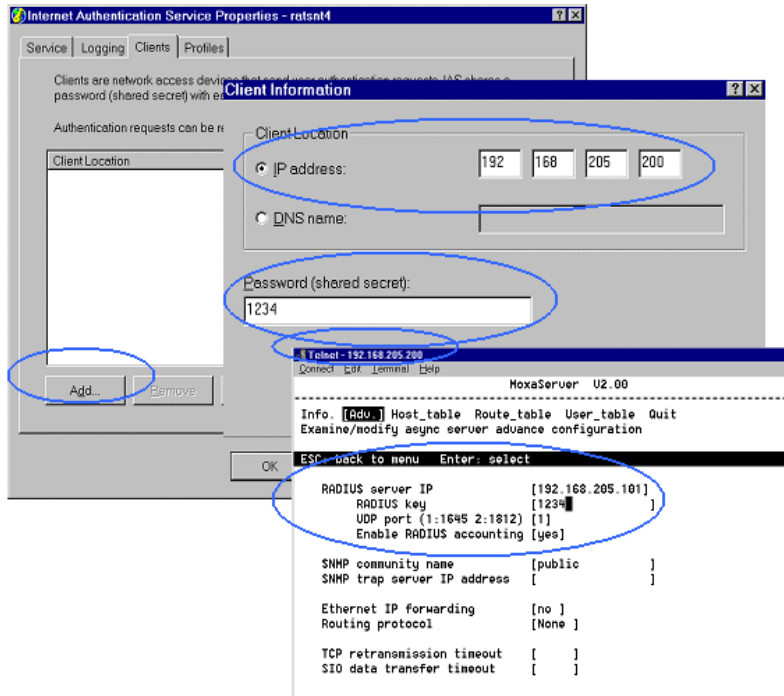 Internet Authentication Service Properties - ratsnt4
Service Logging Clients Profiles
Clients are network access devices that send user authentication requests. IAS shares a
password (shared secret) with ea
Authentication requests can be re
Client Location
Add...
Remove
OK
Client Information
Client Location
IP address: 192 168 205 200
DNS name:
Password (shared secret):
1234
Telnet - 192.168.205.200
Connect Edit Terminal Help
MoxaServer V2.00
Info. [Adv.] Host_table Route_table User_table Quit
Examine/modify async server advance configuration
ESC: back to menu Enter: select
RADIUS server IP [192.168.205.101]
RADIUS key [1234 ]
UDP port (1:1645 2:1812) [1]
Enable RADIUS accounting [yes]
SNMP community name [public ]
SNMP trap server IP address [ ]
Ethernet IP forwarding [no ]
Routing protocol [None ]
TCP retransmission timeout [ ]
SIO data transfer timeout [ ]